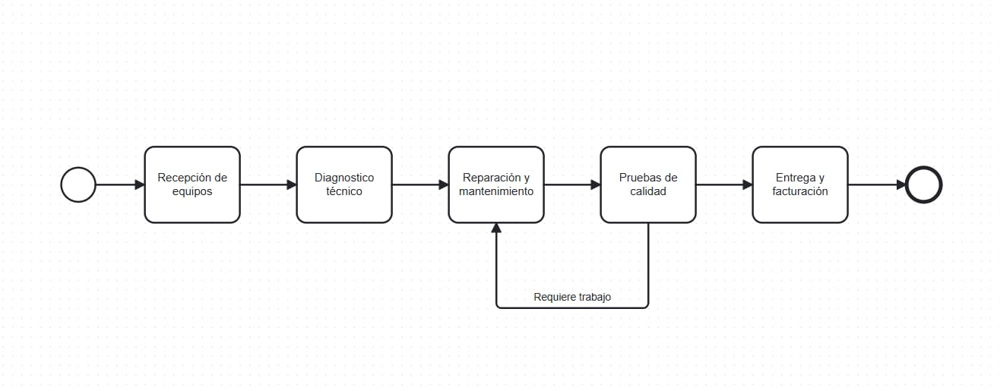 Recepción de
equipos
Diagnostico
técnico
Reparación y
mantenimiento
Pruebas de
calidad
Entrega y
facturación
Requiere trabajo